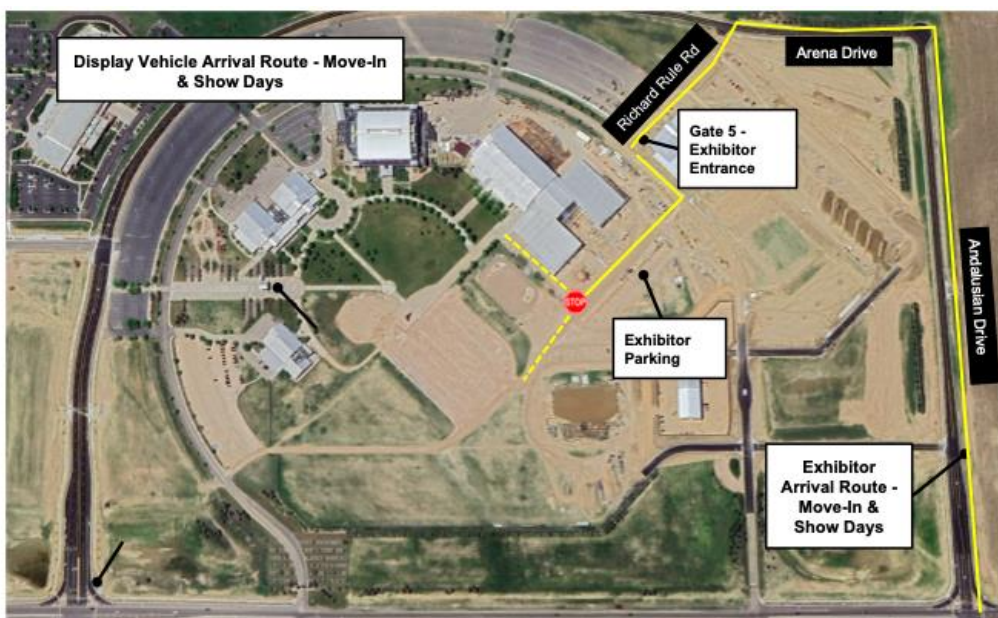 Display Vehicle Arrival Route - Move-In
& Show Days
Richard Rule Rd
Arena Drive
Gate 5 -
Exhibitor
Entrance
Andalusian Drive
STOP
Exhibitor
Parking
Exhibitor
Arrival Route -
Move-In &
Show Days